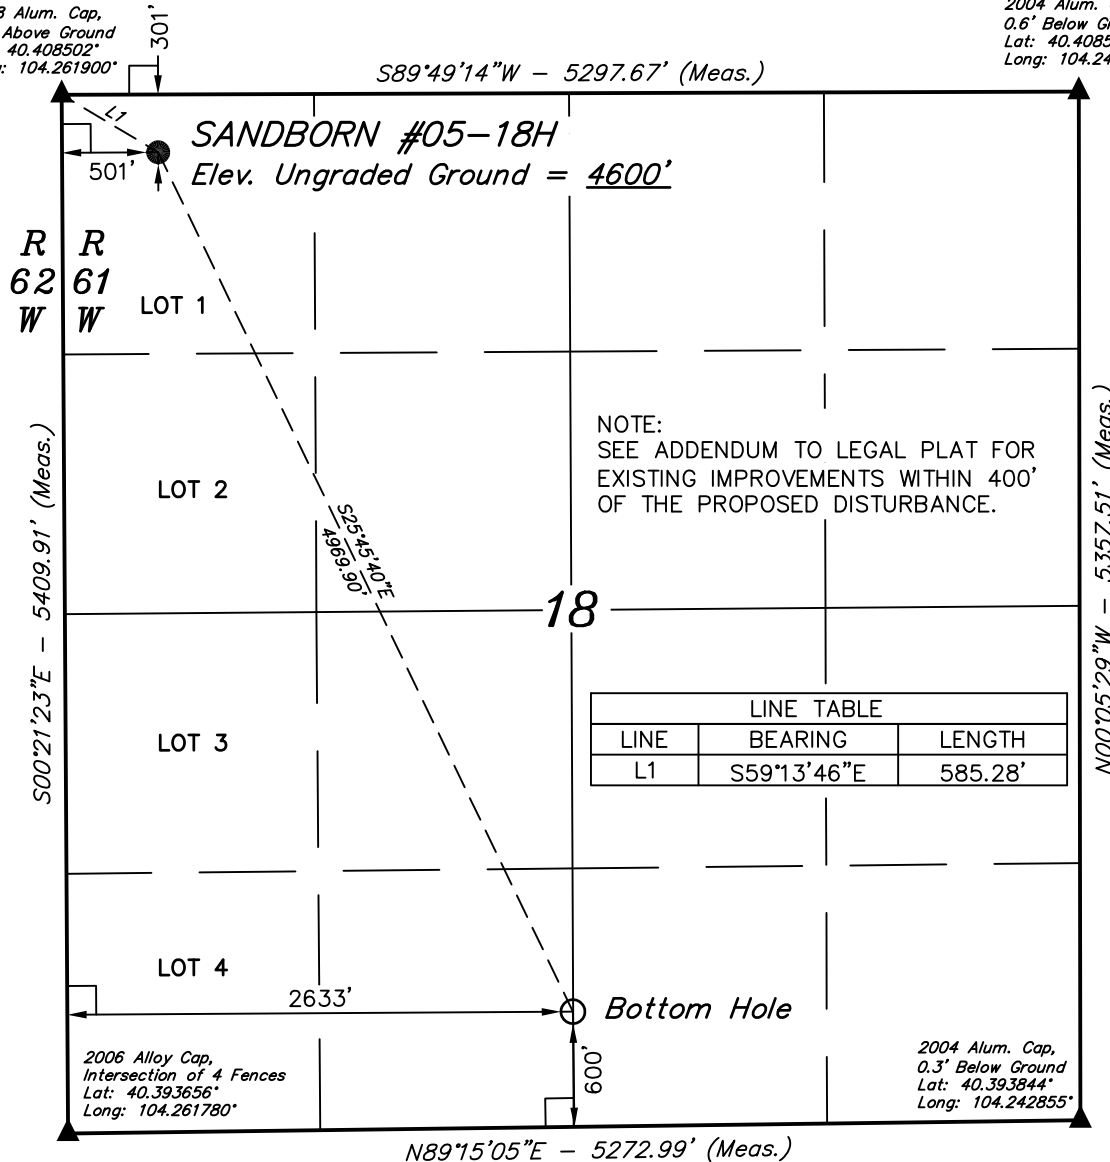 Alum. Cap,
Above Ground
40.408502°
104.261900°
301'
2004 Alum.
0.6' Below
Lat: 40.4085
Long: 104.24
S89°49'14"W - 5297.67' (Meas.)
L1
501'
SANDBORN #05-18H
Elev. Ungraded Ground = 4600'
R R
62 61
W W
LOT 1
NOTE:
SEE ADDENDUM TO LEGAL PLAT FOR
EXISTING IMPROVEMENTS WITHIN 400'
OF THE PROPOSED DISTURBANCE.
LOT 2
S25°45'40"E
4969.90'
S00°21'23"E - 5409.91' (Meas.)
N00°05'29"W - 5357.51' (Meas.)
18
LINE TABLE
LINE BEARING LENGTH
L1 S59°13'46"E 585.28'
LOT 3
LOT 4
2633'
Bottom Hole
600'
2006 Alloy Cap,
Intersection of 4 Fences
Lat: 40.393656°
Long: 104.261780°
2004 Alum. Cap,
0.3' Below Ground
Lat: 40.393844°
Long: 104.242855°
N89°15'05"E - 5272.99' (Meas.)